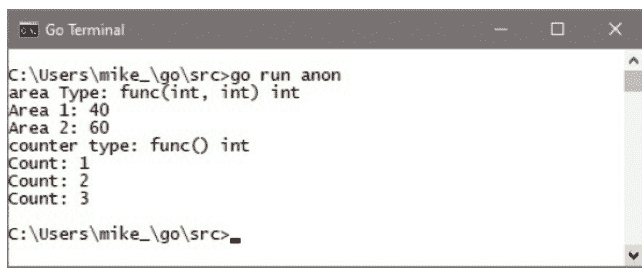 Go Terminal
C:\Users\mike_\go\src>go run anon
area Type: func(int, int) int
Area 1: 40
Area 2: 60
counter type: func() int
Count: 1
Count: 2
Count: 3
C:\Users\mike_\go\src>